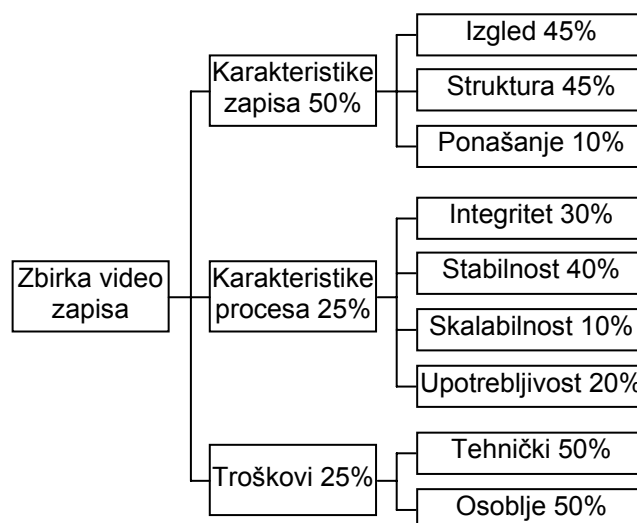 Zbirka video
zapisa
Karakteristike
zapisa 50%
Izgled 45%
Struktura 45%
Ponašanje 10%
Karakteristike
procesa 25%
Integritet 30%
Stabilnost 40%
Skalabilnost 10%
Upotrebljivost 20%
Troškovi 25%
Tehnički 50%
Osoblje 50%